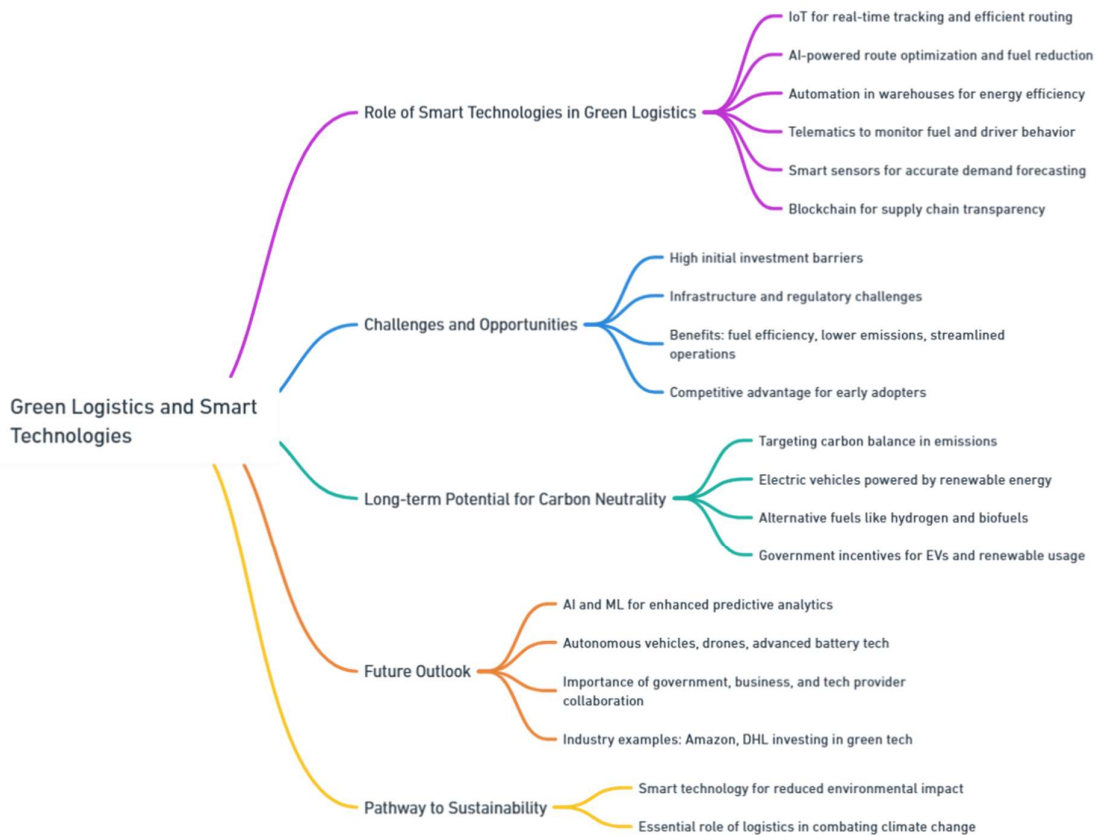 Green Logistics and Smart
Technologies
Role of Smart Technologies in Green Logistics
IoT for real-time tracking and efficient routing
AI-powered route optimization and fuel reduction
Automation in warehouses for energy efficiency
Telematics to monitor fuel and driver behavior
Smart sensors for accurate demand forecasting
Blockchain for supply chain transparency
Challenges and Opportunities
High initial investment barriers
Infrastructure and regulatory challenges
Benefits: fuel efficiency, lower emissions, streamlined
operations
Competitive advantage for early adopters
Long-term Potential for Carbon Neutrality
Targeting carbon balance in emissions
Electric vehicles powered by renewable energy
Alternative fuels like hydrogen and biofuels
Government incentives for EVs and renewable usage
Future Outlook
AI and ML for enhanced predictive analytics
Autonomous vehicles, drones, advanced battery tech
Importance of government, business, and tech provider
collaboration
Industry examples: Amazon, DHL investing in green tech
Pathway to Sustainability
Smart technology for reduced environmental impact
Essential role of logistics in combating climate change